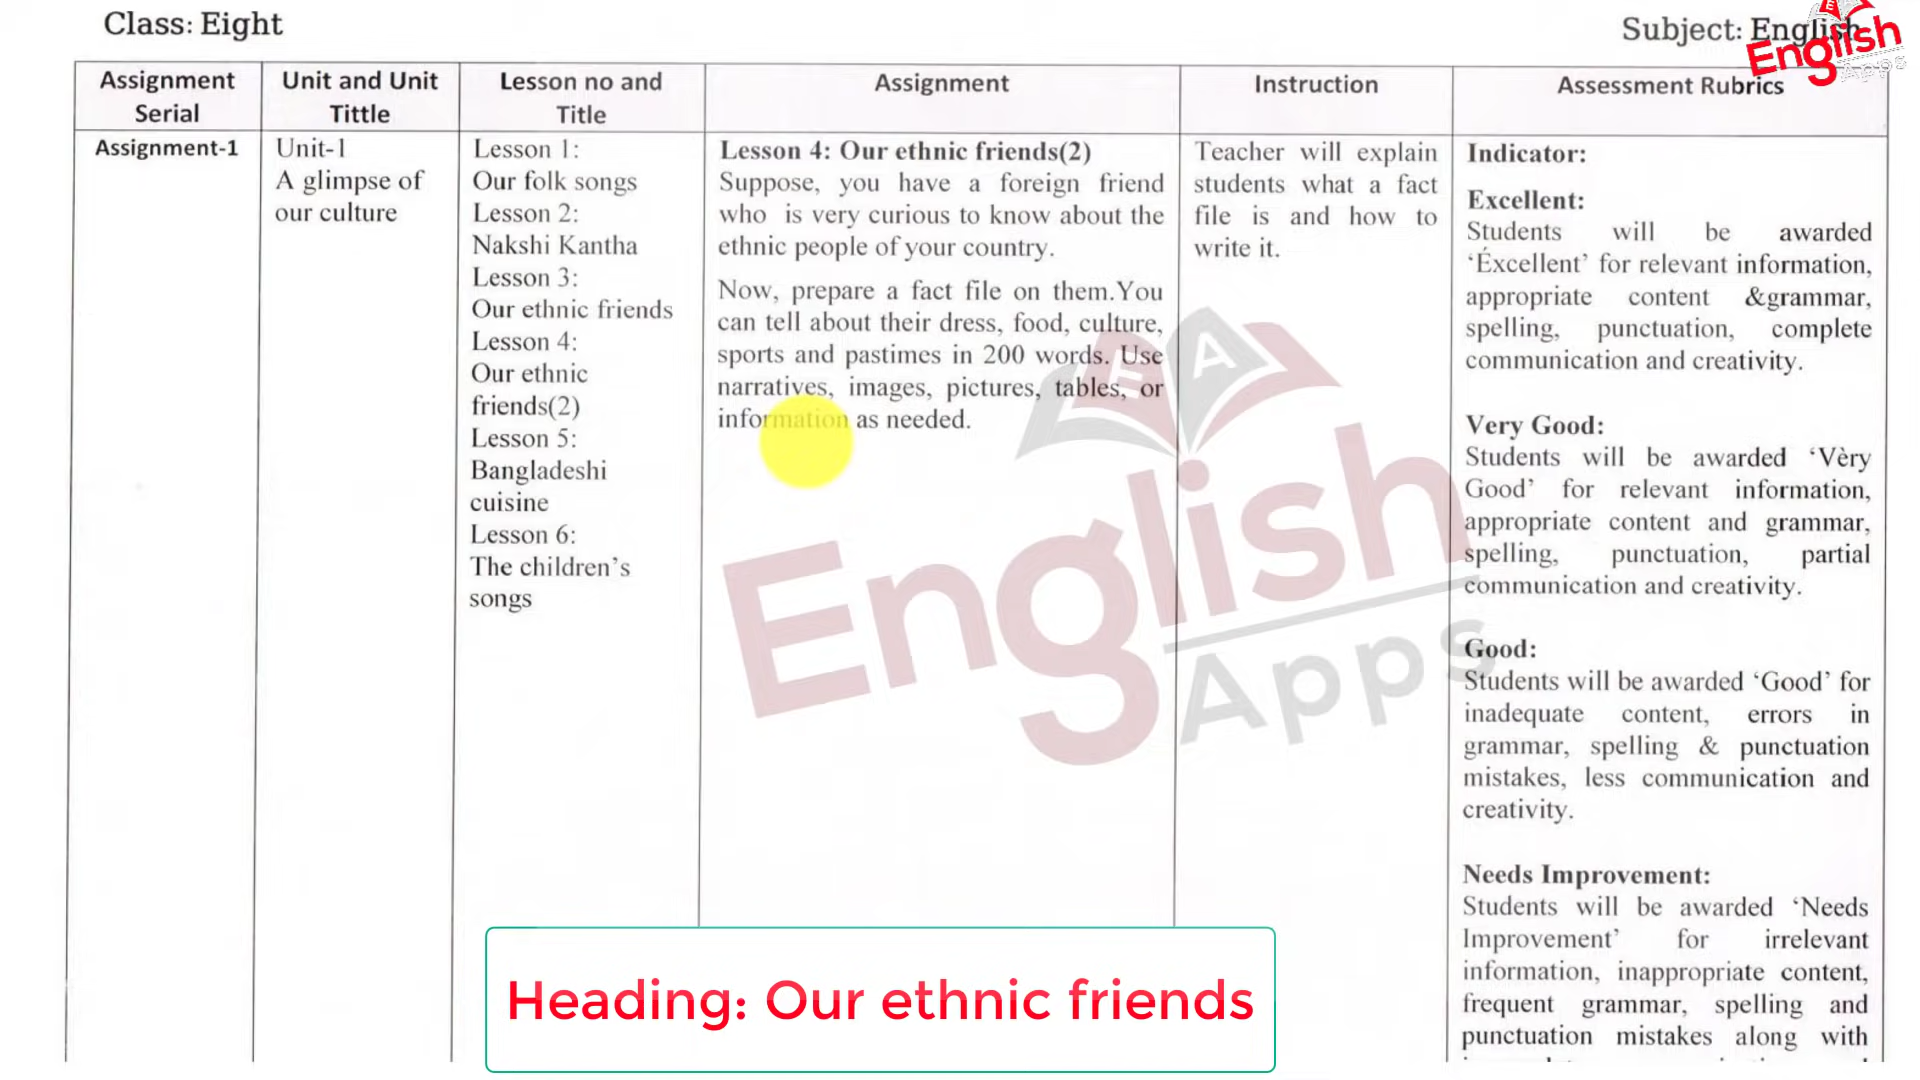 Class: Eight
Subject: English
English
Apps
Assignment
Serial
Unit and Unit
Tittle
Lesson no and
Title
Assignment
Instruction
Assessment Rubrics
Assignment-1
Unit-1
A glimpse of
our culture
Lesson 1:
Our folk songs
Lesson 2:
Nakshi Kantha
Lesson 3:
Our ethnic friends
Lesson 4:
Our ethnic
friends(2)
Lesson 5:
Bangladeshi
cuisine
Lesson 6:
The children's
songs
Lesson 4: Our ethnic friends(2)
Suppose, you have a foreign friend
who is very curious to know about the
ethnic people of your country.
Now, prepare a fact file on them.You
can tell about their dress, food, culture,
sports and pastimes in 200 words. Use
narratives, images, pictures, tables, or
information as needed.
Teacher will explain
students what a fact
file is and how to
write it.
Indicator:
Excellent:
Students will be awarded
‘Éxcellent’ for relevant information,
appropriate content &grammar,
spelling, punctuation, complete
communication and creativity.
Very Good:
Students will be awarded ‘Vèry
Good’ for relevant information,
appropriate content and grammar,
spelling, punctuation, partial
communication and creativity.
Good:
Students will be awarded ‘Good’ for
inadequate content, errors in
grammar, spelling & punctuation
mistakes, less communication and
creativity.
Needs Improvement:
Students will be awarded ‘Needs
Improvement’ for irrelevant
information, inappropriate content,
frequent grammar, spelling and
punctuation mistakes along with
E A
English
Apps
Heading: Our ethnic friends